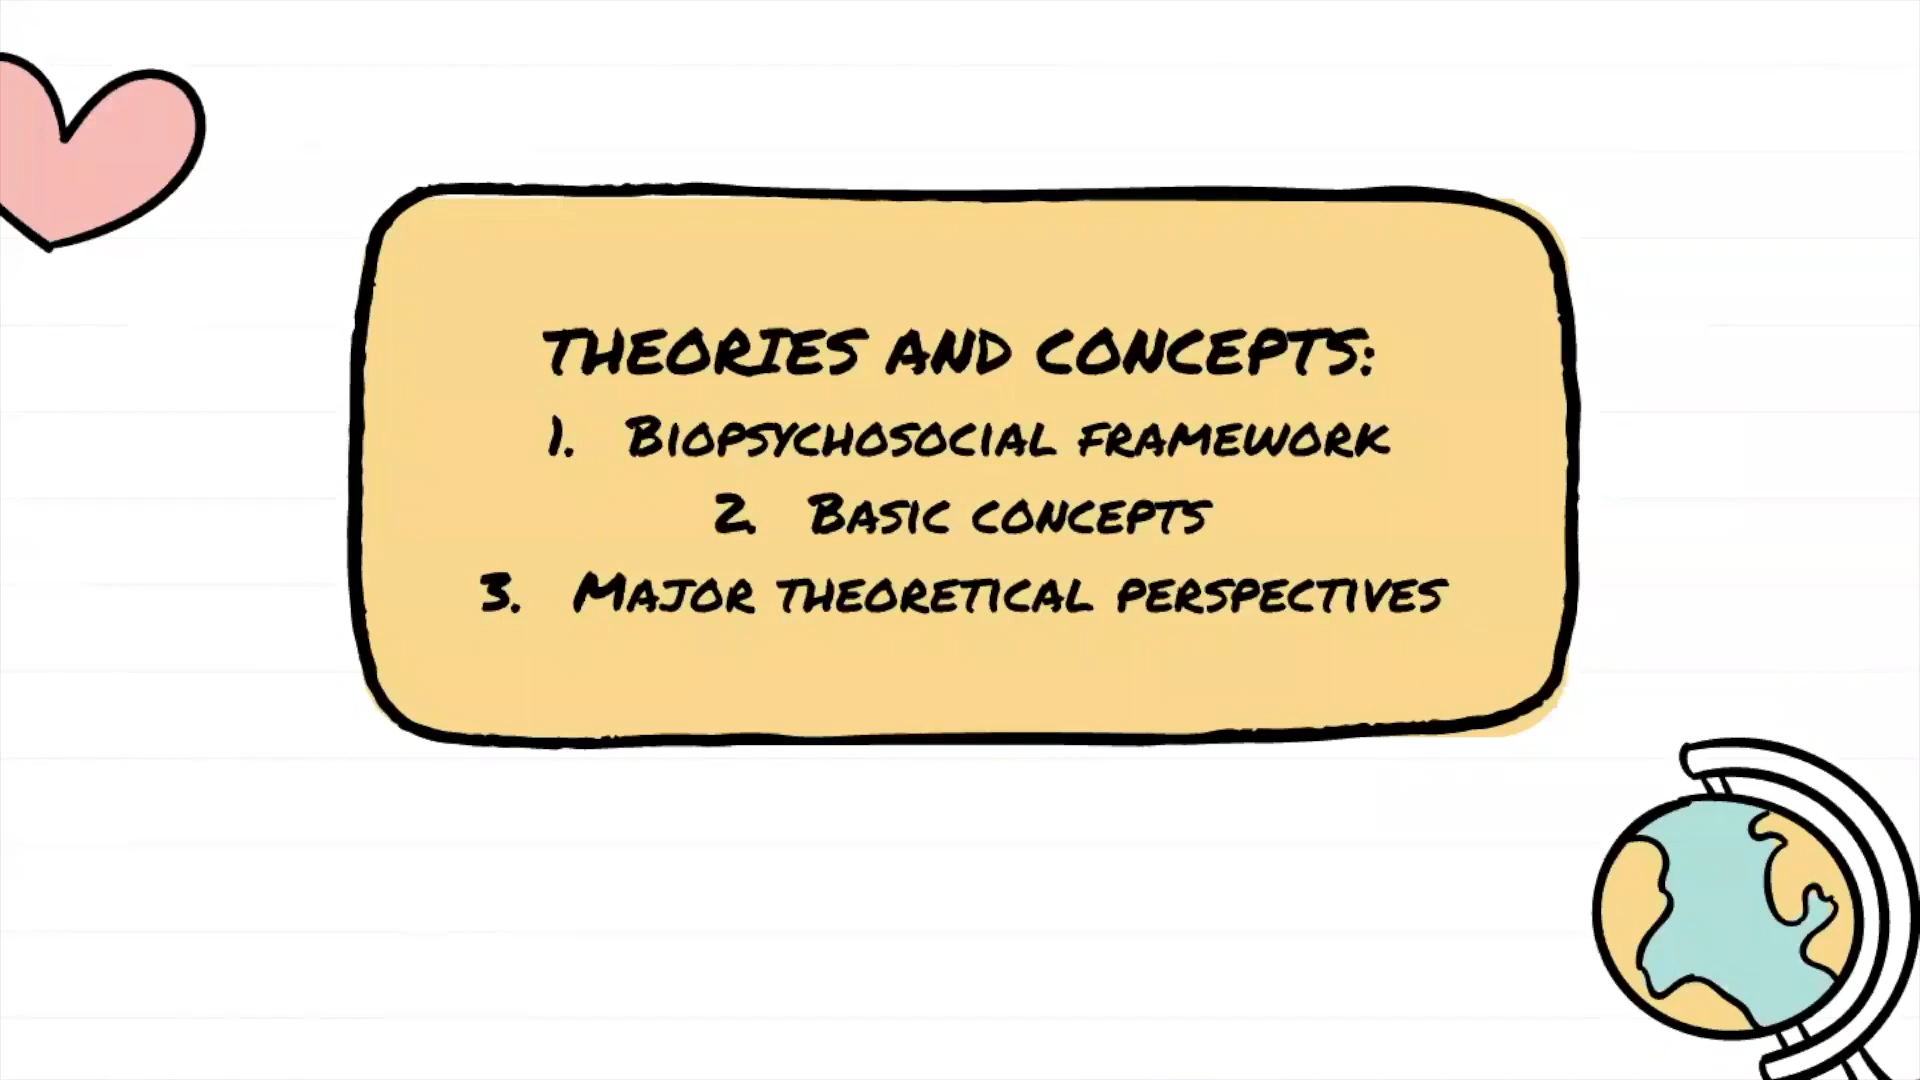 THEORIES AND CONCEPTS:
1. BIOPSYCHOSOCIAL FRAMEWORK
2. BASIC CONCEPTS
3. MAJOR THEORETICAL PERSPECTIVES